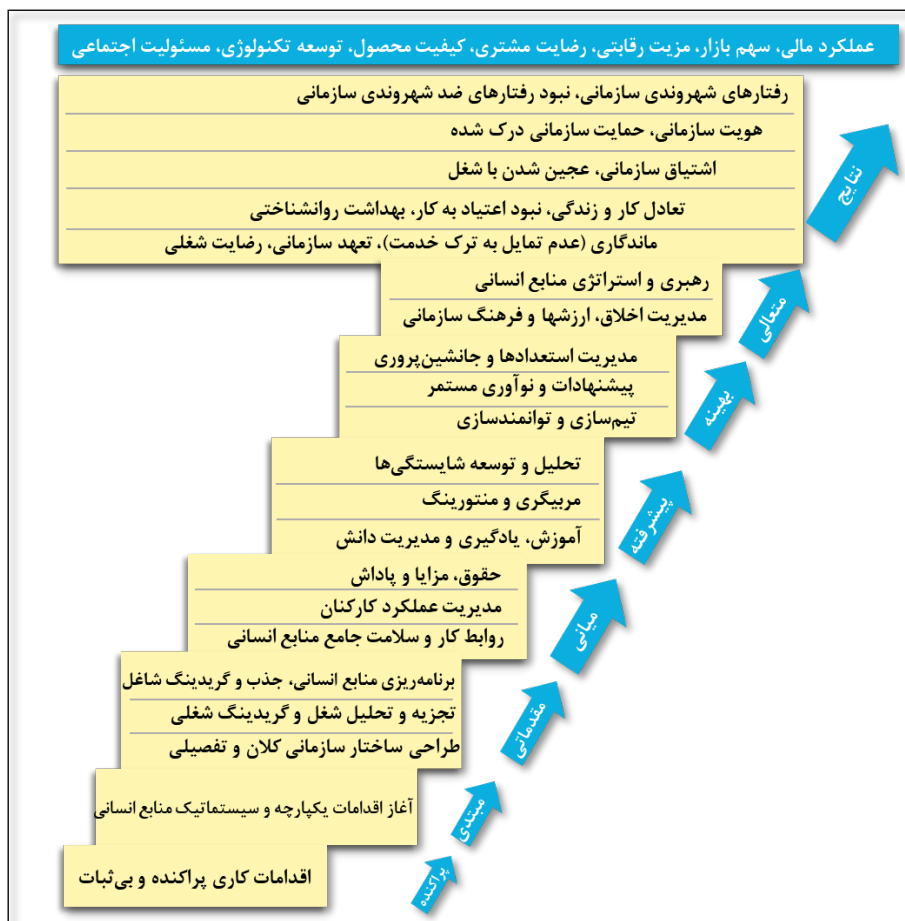 عملکرد مالی، سهم بازار، مزیت رقابتی، رضایت مشتری، کیفیت محصول، توسعه تکنولوژی، مسئولیت اجتماعی
رفتارهای شهروندی سازمانی، نبود رفتارهای ضد شهروندی سازمانی
هویت سازمانی، حمایت سازمانی درک شده
اشتیاق سازمانی، عجین شدن با شغل
تعادل کار و زندگی، نبود اعتیاد به کار، بهداشت روانشناختی
ماندگاری (عدم تمایل به ترک خدمت)، تعهد سازمانی، رضایت شغلی
نتایج
رهبری و استراتژی منابع انسانی
مدیریت اخلاق، ارزشها و فرهنگ سازمانی
متعالی
مدیریت استعدادها و جانشین‌پروری
پیشنهادات و نوآوری مستمر
تیم‌سازی و توانمندسازی
بهینه
تحلیل و توسعه شایستگی‌ها
مربیگری و منتورینگ
آموزش، یادگیری و مدیریت دانش
پیشرفته
حقوق، مزایا و پاداش
مدیریت عملکرد کارکنان
روابط کار و سلامت جامع منابع انسانی
میانی
برنامه‌ریزی منابع انسانی، جذب و گریدینگ شاغل
تجزیه و تحلیل شغل و گریدینگ شغلی
طراحی ساختار سازمانی کلان و تفصیلی
مقدماتی
آغاز اقدامات یکپارچه و سیستماتیک منابع انسانی
مبتدی
اقدامات کاری پراکنده و بی‌ثبات
پراکنده